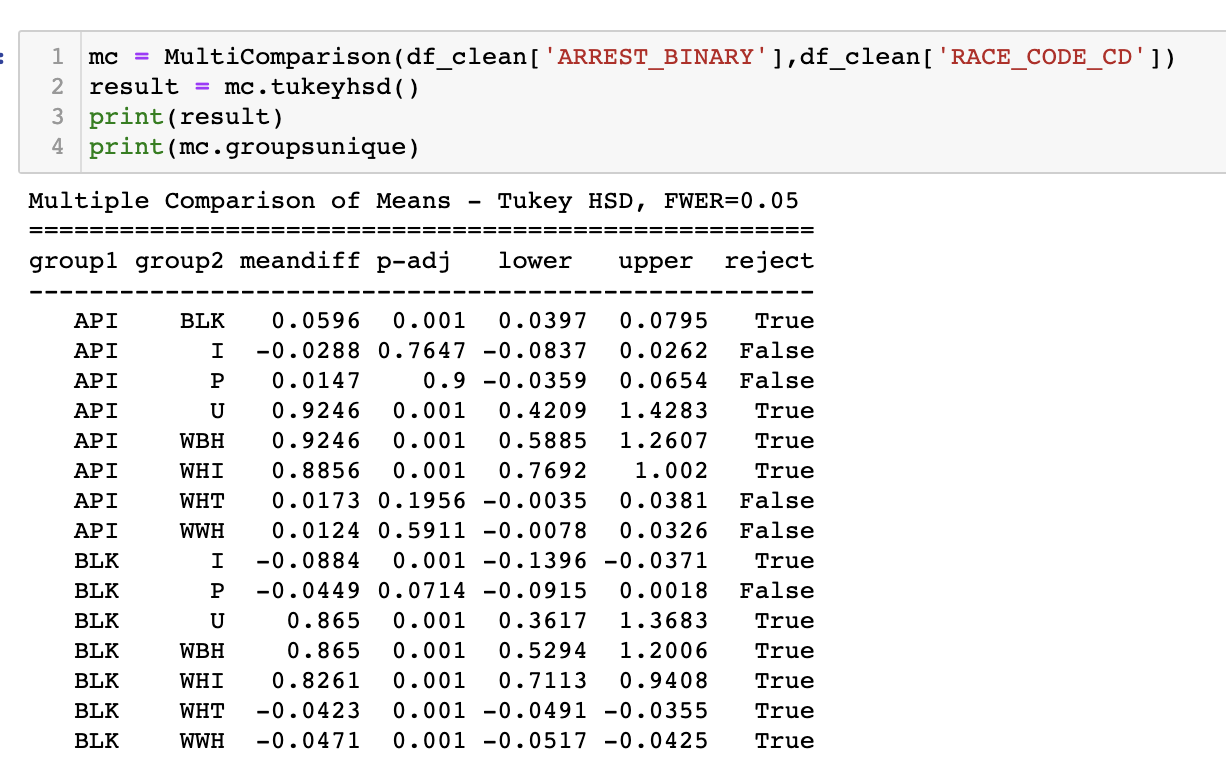 1 mc = MultiComparison(df_clean['ARREST_BINARY'],df_clean['RACE_CODE_CD'])
2 result = mc.tukeyhsd()
3 print(result)
4 print(mc.groupsunique)
Multiple Comparison of Means - Tukey HSD, FWER=0.05
====================================================
group1 group2 meandiff p-adj   lower   upper  reject
----------------------------------------------------
   API    BLK   0.0596  0.001  0.0397  0.0795   True
   API      I  -0.0288 0.7647 -0.0837  0.0262  False
   API      P   0.0147    0.9 -0.0359  0.0654  False
   API      U   0.9246  0.001  0.4209  1.4283   True
   API    WBH   0.9246  0.001  0.5885  1.2607   True
   API    WHI   0.8856  0.001  0.7692   1.002   True
   API    WHT   0.0173 0.1956 -0.0035  0.0381  False
   API    WWH   0.0124 0.5911 -0.0078  0.0326  False
   BLK      I  -0.0884  0.001 -0.1396 -0.0371   True
   BLK      P  -0.0449 0.0714 -0.0915  0.0018  False
   BLK      U    0.865  0.001  0.3617  1.3683   True
   BLK    WBH    0.865  0.001  0.5294  1.2006   True
   BLK    WHI   0.8261  0.001  0.7113  0.9408   True
   BLK    WHT  -0.0423  0.001 -0.0491 -0.0355   True
   BLK    WWH  -0.0471  0.001 -0.0517 -0.0425   True